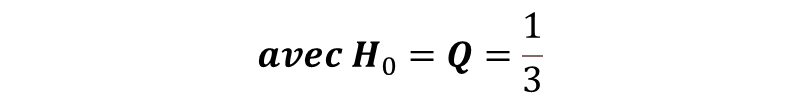 avec H₀ = Q = 1/3